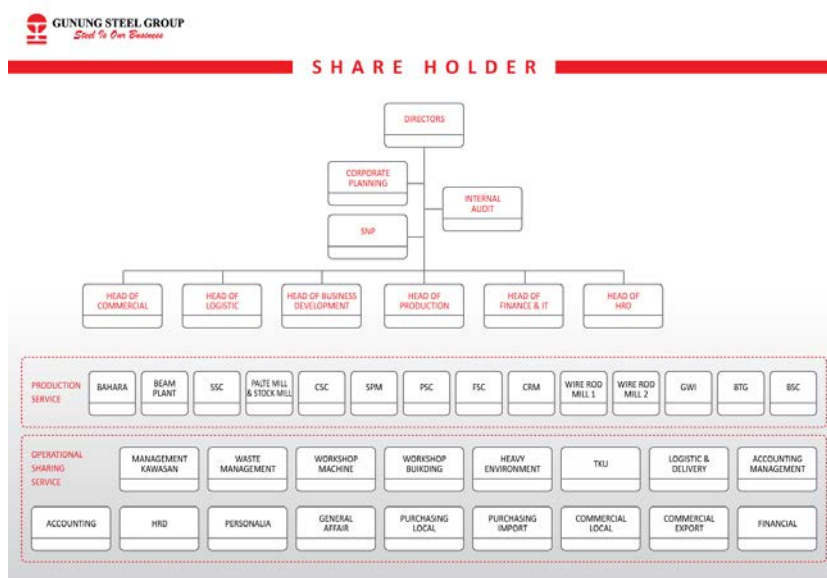 GUNUNG STEEL GROUP
Steel Is Our Business
SHARE HOLDER
DIRECTORS
CORPORATE
PLANNING
INTERNAL
AUDIT
SNP
HEAD OF
COMMERCIAL
HEAD OF
LOGISTIC
HEAD OF BUSINESS
DEVELOPMENT
HEAD OF
PRODUCTION
HEAD OF
FINANCE & IT
HEAD OF
HRD
PRODUCTION
SERVICE
BAHARA
BEAM
PLANT
SSC
PALTE MILL
& STOCK MILL
CSC
SPM
PSC
FSC
CRM
WIRE ROD
MILL 1
WIRE ROD
MILL 2
GWI
BTG
BSC
OPERATIONAL
SHARING
SERVICE
MANAGEMENT
KAWASAN
WASTE
MANAGEMENT
WORKSHOP
MACHINE
WORKSHOP
BUIKDING
HEAVY
ENVIRONMENT
TKU
LOGISTIC &
DELIVERY
ACCOUNTING
MANAGEMENT
ACCOUNTING
HRD
PERSONALIA
GENERAL
AFFAIR
PURCHASING
LOCAL
PURCHASING
IMPORT
COMMERCIAL
LOCAL
COMMERCIAL
EXPORT
FINANCIAL